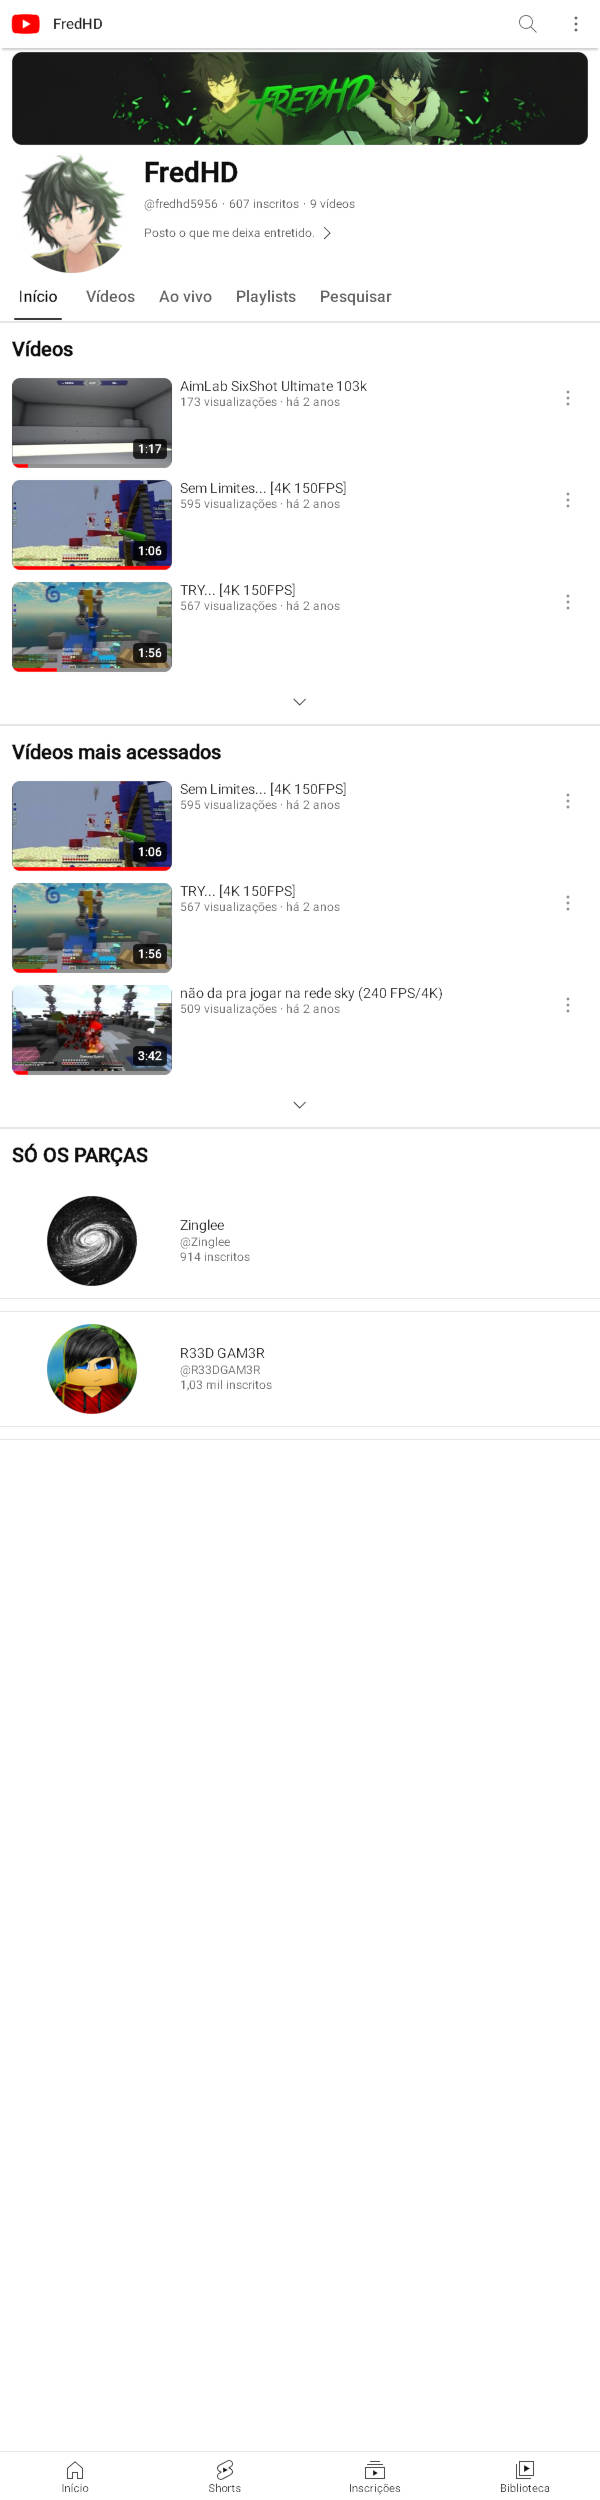 FredHD
FREDHD
FredHD
@fredhd5956 · 607 inscritos · 9 vídeos
Posto o que me deixa entretido.
Início Vídeos Ao vivo Playlists Pesquisar
Vídeos
AimLab SixShot Ultimate 103k
173 visualizações · há 2 anos
1:17
Sem Limites... [4K 150FPS]
595 visualizações · há 2 anos
1:06
TRY... [4K 150FPS]
567 visualizações · há 2 anos
1:56
Vídeos mais acessados
Sem Limites... [4K 150FPS]
595 visualizações · há 2 anos
1:06
TRY... [4K 150FPS]
567 visualizações · há 2 anos
1:56
não da pra jogar na rede sky (240 FPS/4K)
509 visualizações · há 2 anos
3:42
SÓ OS PARÇAS
Zinglee
@Zinglee
914 inscritos
R33D GAM3R
@R33DGAM3R
1,03 mil inscritos
Início Shorts Inscrições Biblioteca